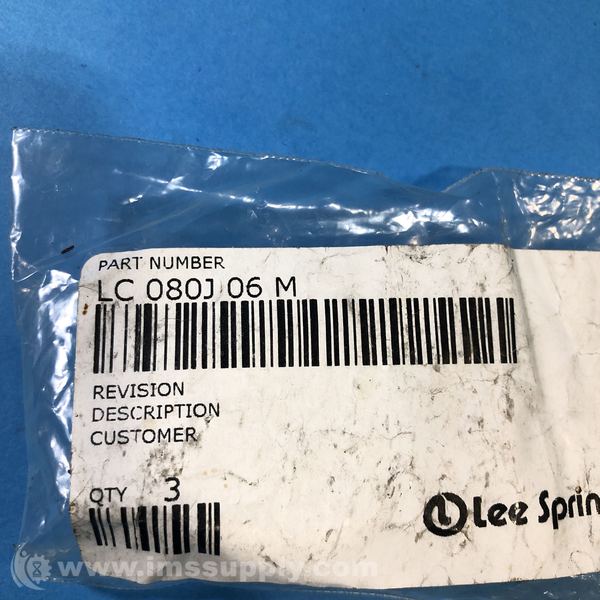 PART NUMBER
LC 080J 06 M
REVISION
DESCRIPTION
CUSTOMER
QTY 3
Lee Sprin
www.imssupply.com